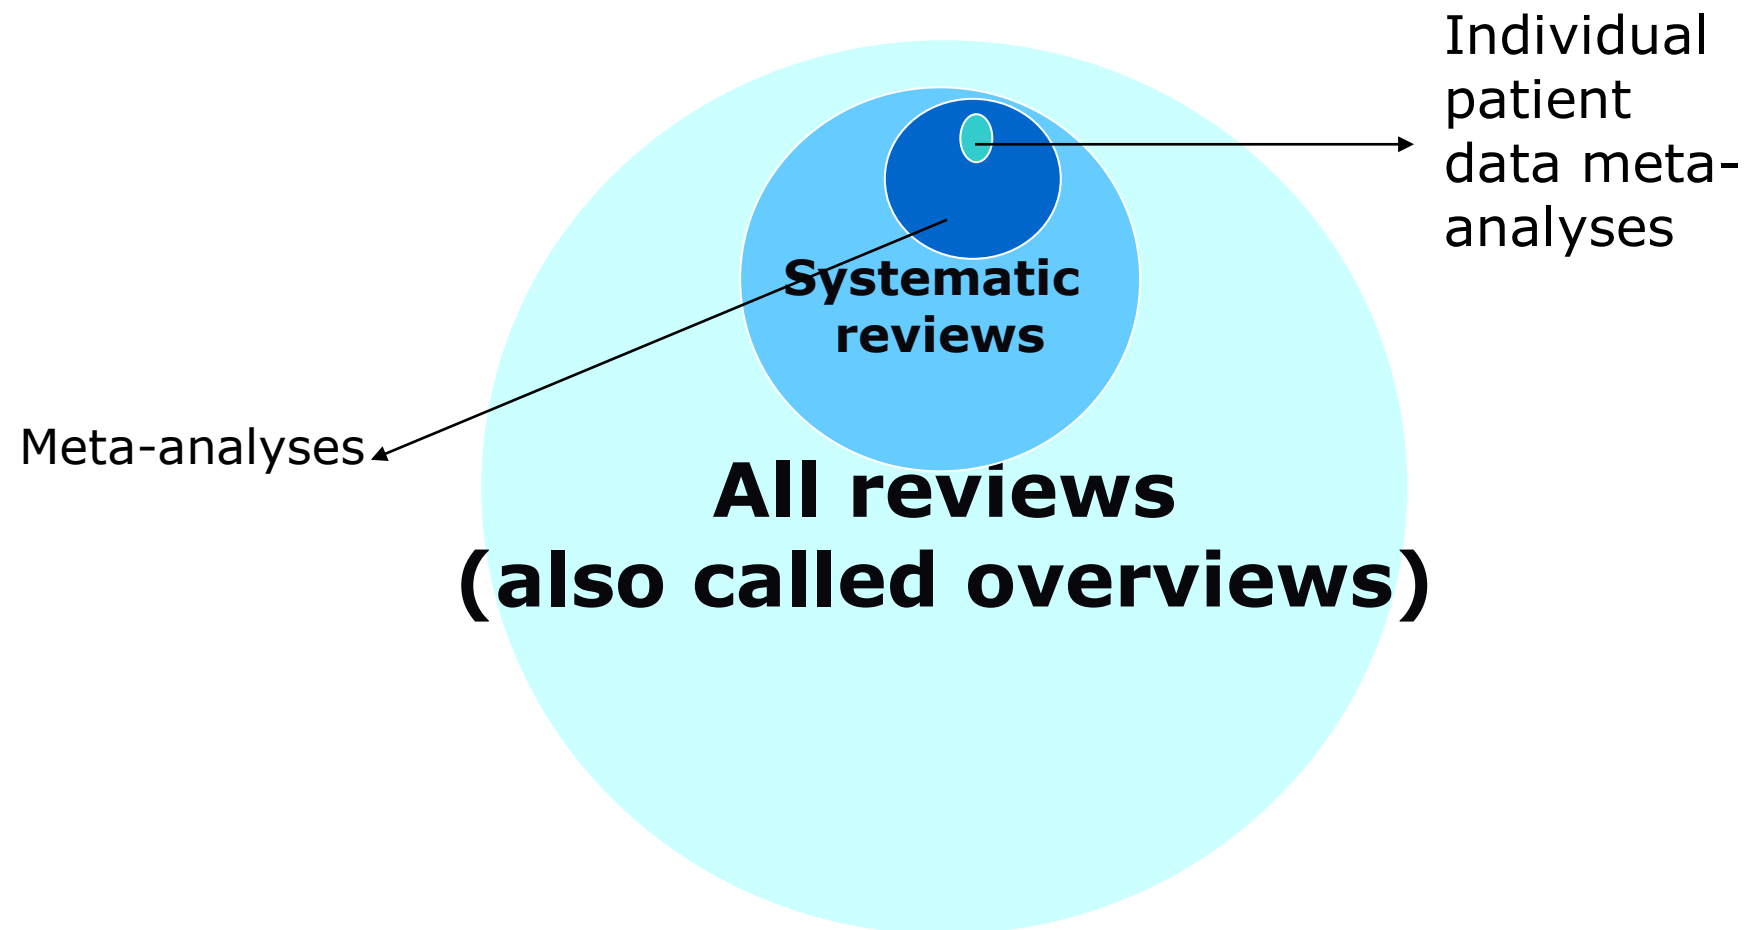 Individual
patient
data meta-
analyses
Systematic
reviews
Meta-analyses
All reviews
(also called overviews)